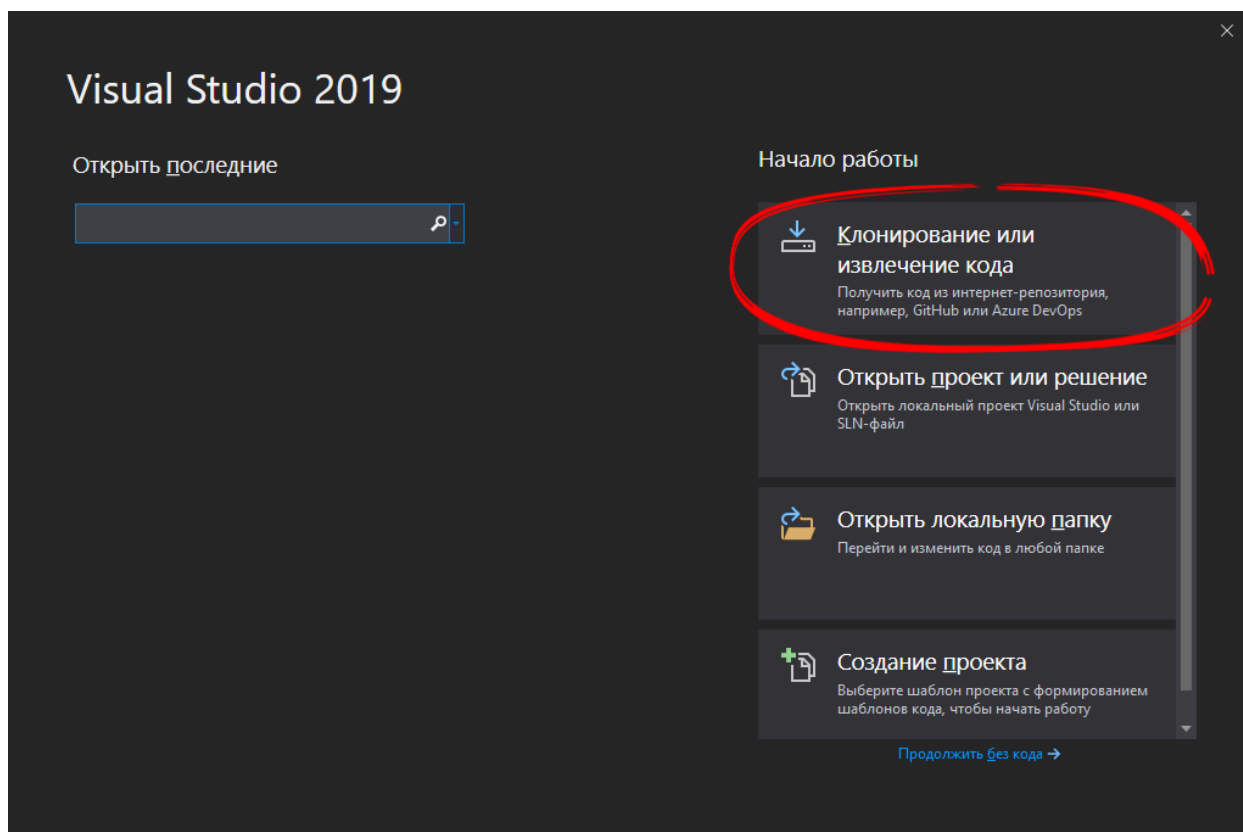 Visual Studio 2019
Открыть последние
Начало работы
Клонирование или
извлечение кода
Получить код из интернет-репозитория,
например, GitHub или Azure DevOps
Открыть проект или решение
Открыть локальный проект Visual Studio или
SLN-файл
Открыть локальную папку
Перейти и изменить код в любой папке
Создание проекта
Выберите шаблон проекта с формированием
шаблонов кода, чтобы начать работу
Продолжить без кода →